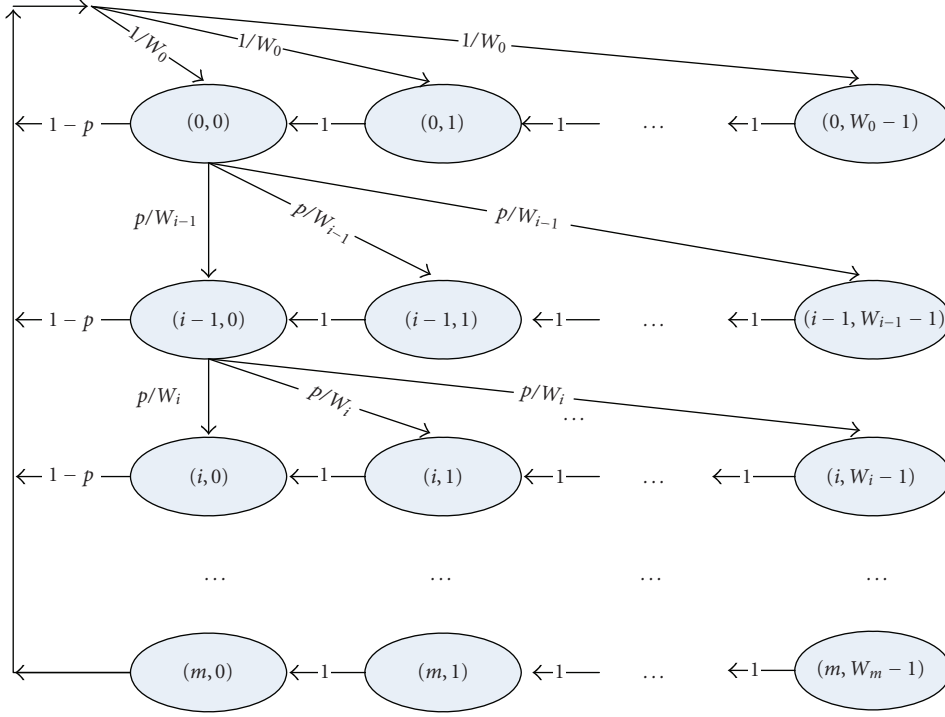 1/W₀ 1/W₀ 1/W₀
1 − p (0, 0) 1 (0, 1) 1 ... 1 (0, W₀ − 1)
p/Wᵢ₋₁ p/Wᵢ₋₁ p/Wᵢ₋₁
1 − p (i−1, 0) 1 (i−1, 1) 1 ... 1 (i−1, Wᵢ₋₁ − 1)
p/Wᵢ p/Wᵢ p/Wᵢ
...
1 − p (i, 0) 1 (i, 1) 1 ... 1 (i, Wᵢ − 1)
... ... ... ...
(m, 0) 1 (m, 1) 1 ... 1 (m, Wₘ − 1)